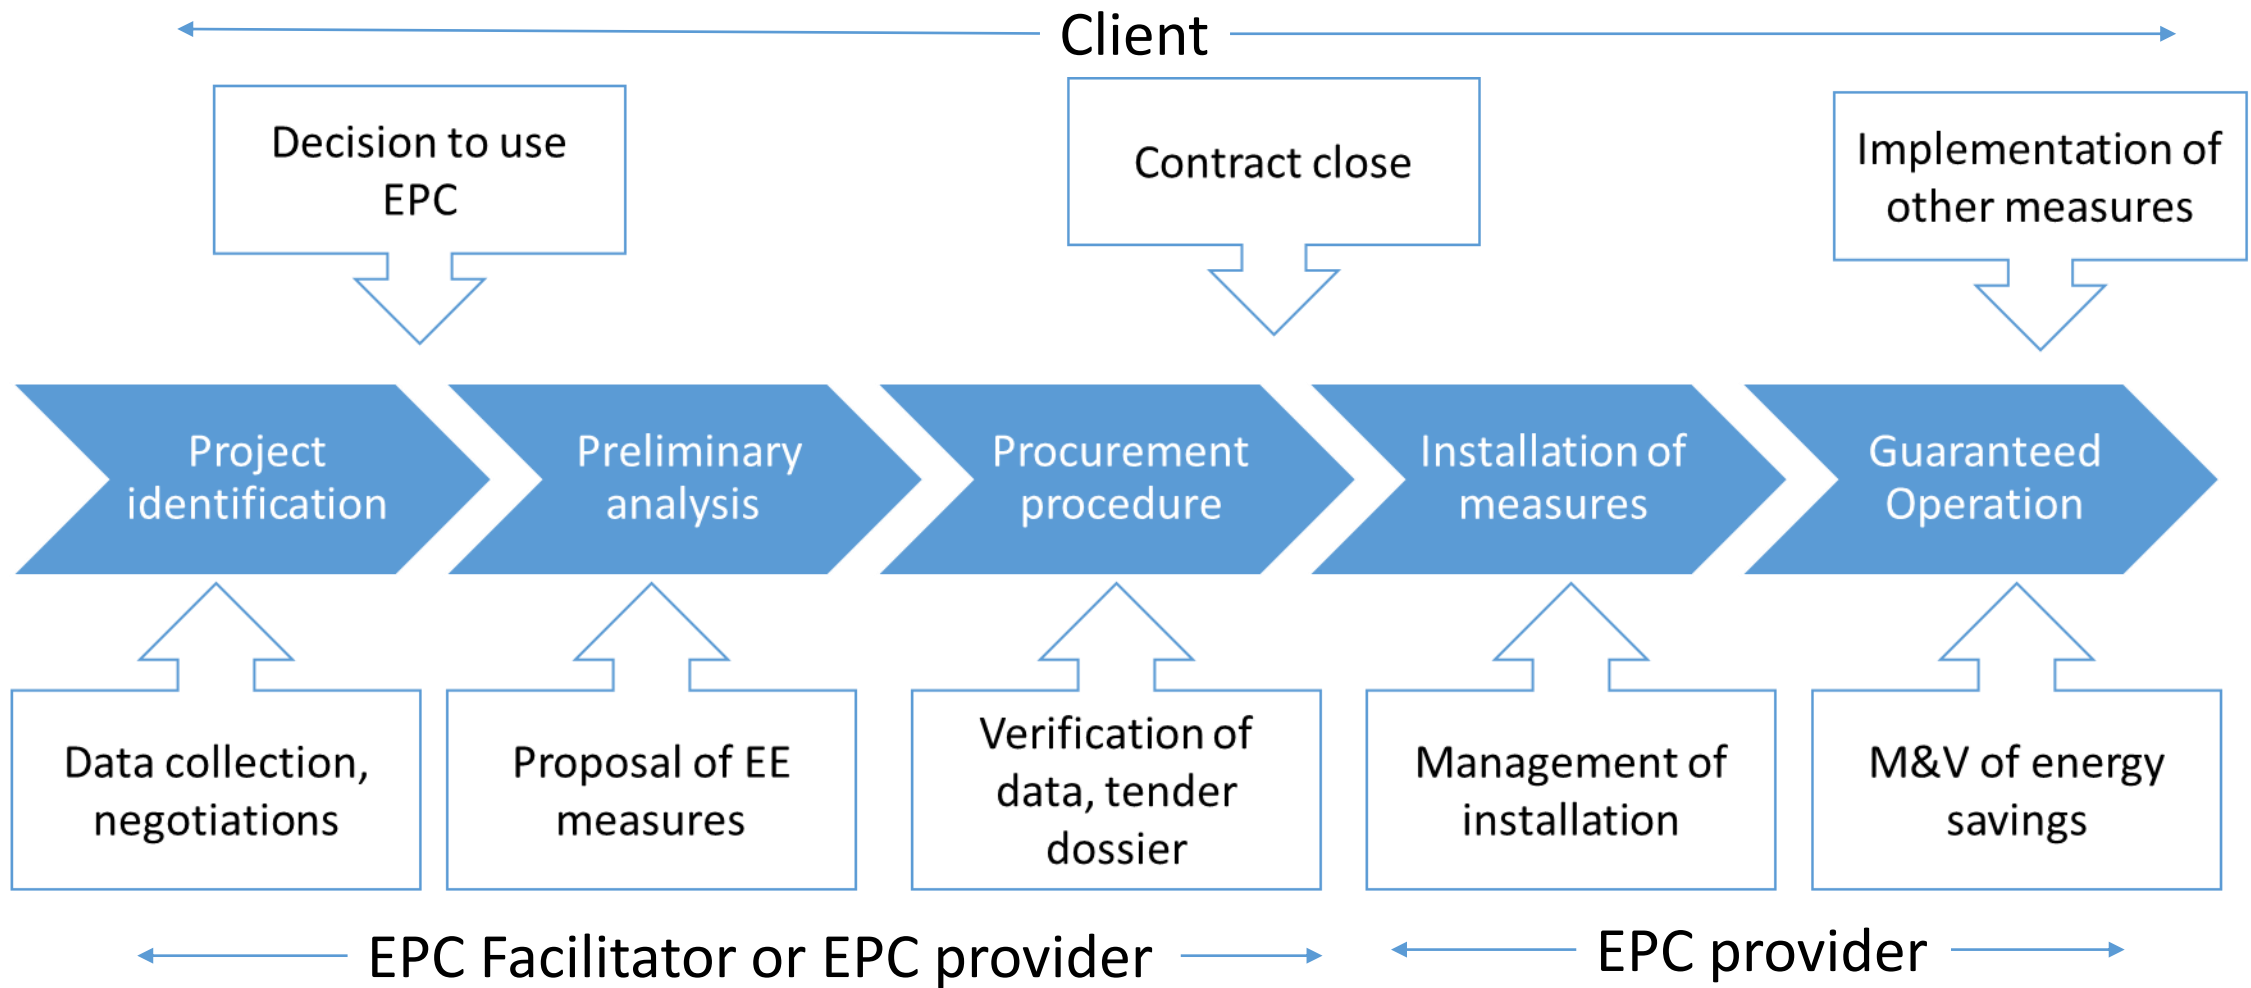 Client
Decision to use
EPC
Contract close
Implementation of
other measures
Project
identification
Preliminary
analysis
Procurement
procedure
Installation of
measures
Guaranteed
Operation
Data collection,
negotiations
Proposal of EE
measures
Verification of
data, tender
dossier
Management of
installation
M&V of energy
savings
EPC Facilitator or EPC provider
EPC provider